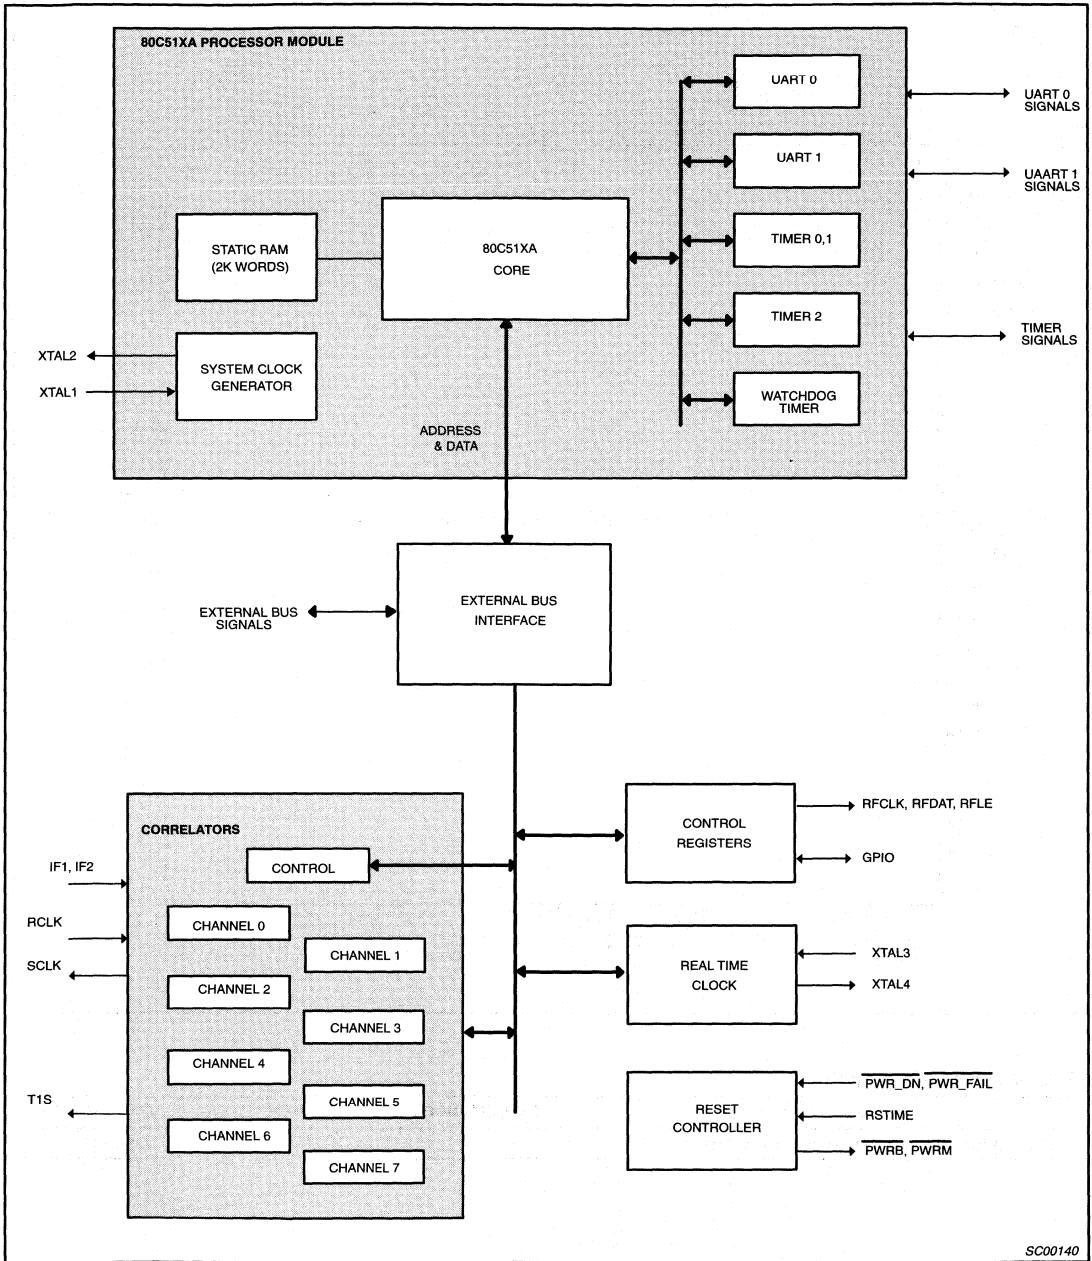 80C51XA PROCESSOR MODULE
UART 0
UART 0
SIGNALS
UART 1
UAART 1
SIGNALS
STATIC RAM
(2K WORDS)
80C51XA
CORE
TIMER 0,1
TIMER 2
TIMER
SIGNALS
XTAL2
XTAL1
SYSTEM CLOCK
GENERATOR
WATCHDOG
TIMER
ADDRESS
& DATA
EXTERNAL BUS
SIGNALS
EXTERNAL BUS
INTERFACE
CORRELATORS
CONTROL
IF1, IF2
RCLK
SCLK
T1S
CHANNEL 0
CHANNEL 1
CHANNEL 2
CHANNEL 3
CHANNEL 4
CHANNEL 5
CHANNEL 6
CHANNEL 7
CONTROL
REGISTERS
RFCLK, RFDAT, RFLE
GPIO
REAL TIME
CLOCK
XTAL3
XTAL4
RESET
CONTROLLER
PWR_DN, PWR_FAIL
RSTIME
PWRB, PWRM
SC00140